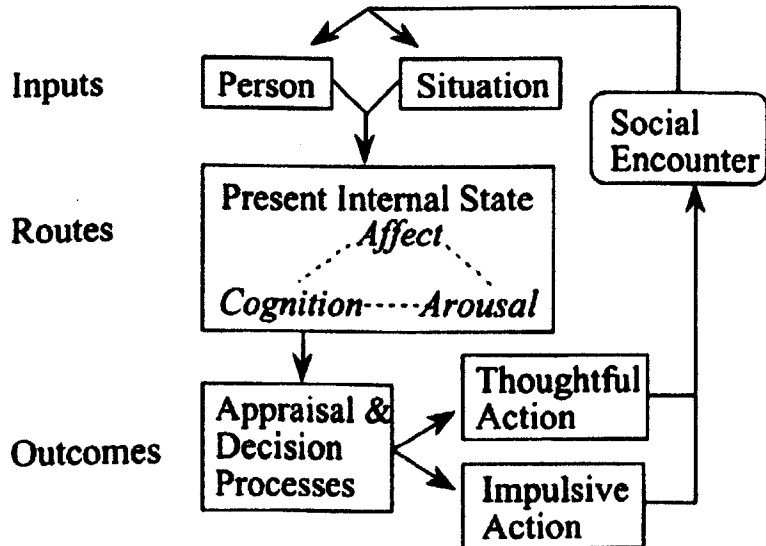 Inputs
Person
Situation
Social
Encounter
Routes
Present Internal State
Affect
Cognition
Arousal
Outcomes
Appraisal &
Decision
Processes
Thoughtful
Action
Impulsive
Action